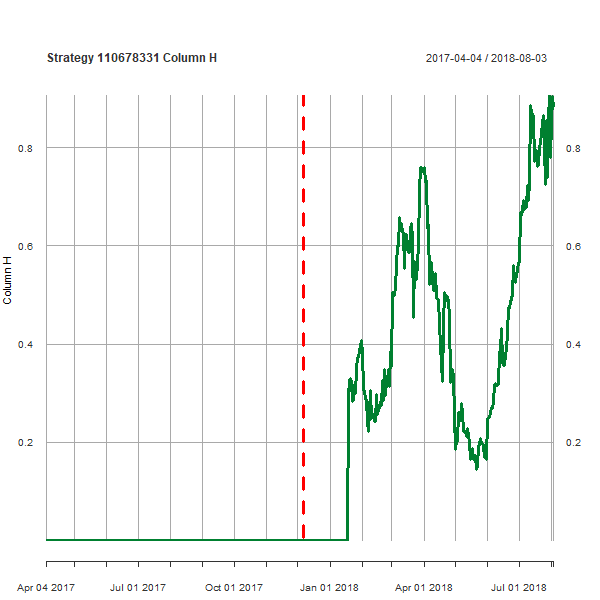 Strategy 110678331 Column H 2017-04-04 / 2018-08-03
0.8 0.8
0.6 0.6
Column H
0.4 0.4
0.2 0.2
Apr 04 2017 Jul 01 2017 Oct 01 2017 Jan 01 2018 Apr 01 2018 Jul 01 2018